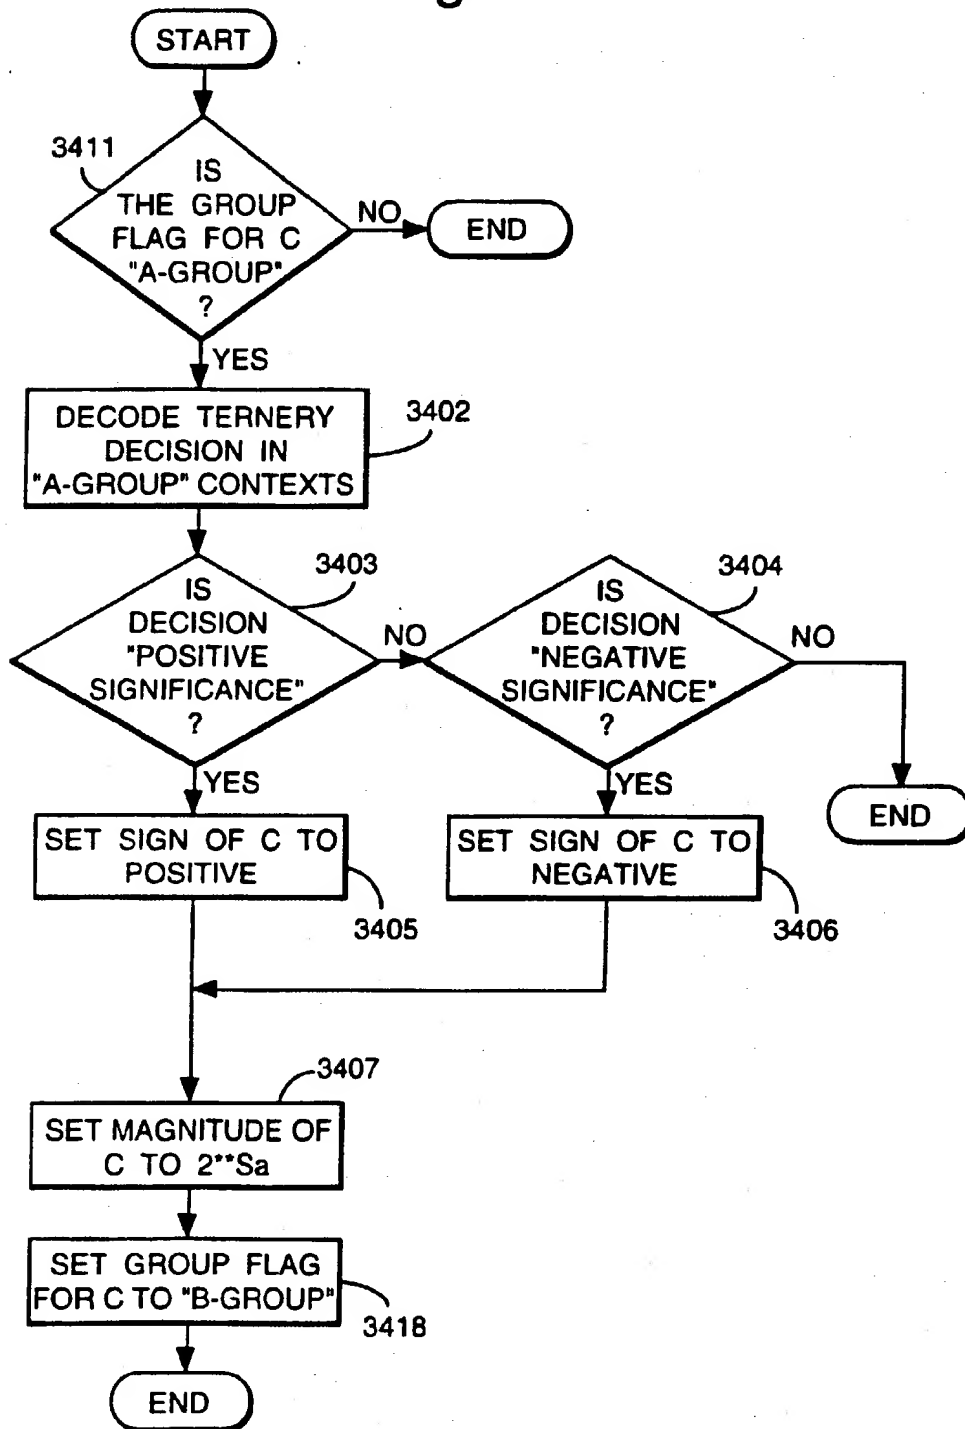 START
3411
IS
THE GROUP
FLAG FOR C
"A-GROUP"
?
NO
END
YES
DECODE TERNERY
DECISION IN
"A-GROUP" CONTEXTS
3402
IS
DECISION
"POSITIVE
SIGNIFICANCE"
?
3403
NO
IS
DECISION
"NEGATIVE
SIGNIFICANCE"
?
3404
NO
YES
YES
END
SET SIGN OF C TO
POSITIVE
3405
SET SIGN OF C TO
NEGATIVE
3406
3407
SET MAGNITUDE OF
C TO 2**Sa
SET GROUP FLAG
FOR C TO "B-GROUP"
3418
END